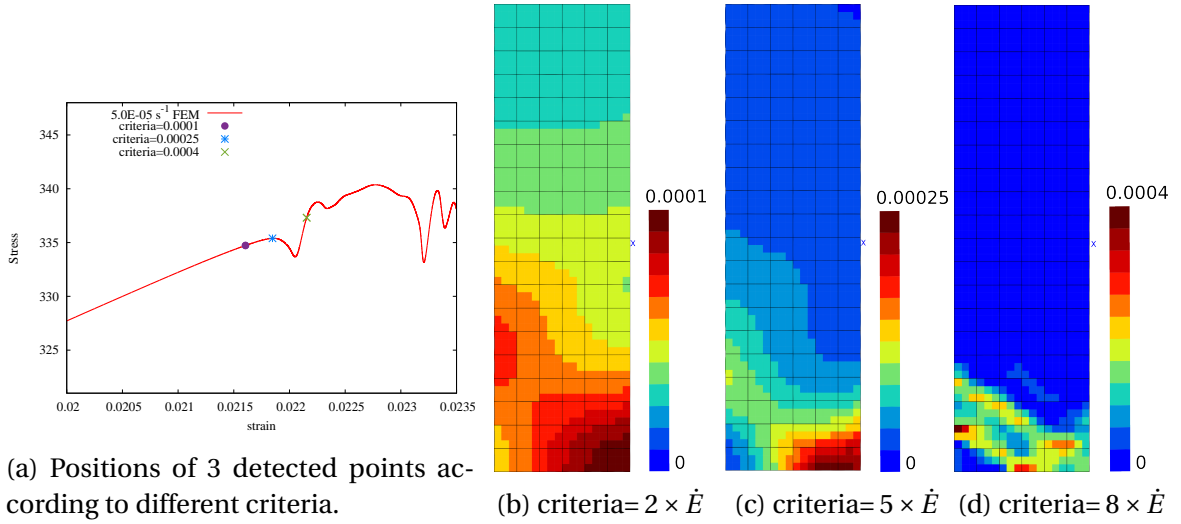 5.0E-05 s⁻¹ FEM
criteria=0.0001
criteria=0.00025
criteria=0.0004
345
340
335
330
325
Stress
0.02
0.0205
0.021
0.0215
0.022
0.0225
0.023
0.0235
strain
(a) Positions of 3 detected points ac-
cording to different criteria.
0.0001
x
0
(b) criteria= 2 × Ė
0.00025
x
0
(c) criteria= 5 × Ė
0.0004
x
0
(d) criteria= 8 × Ė